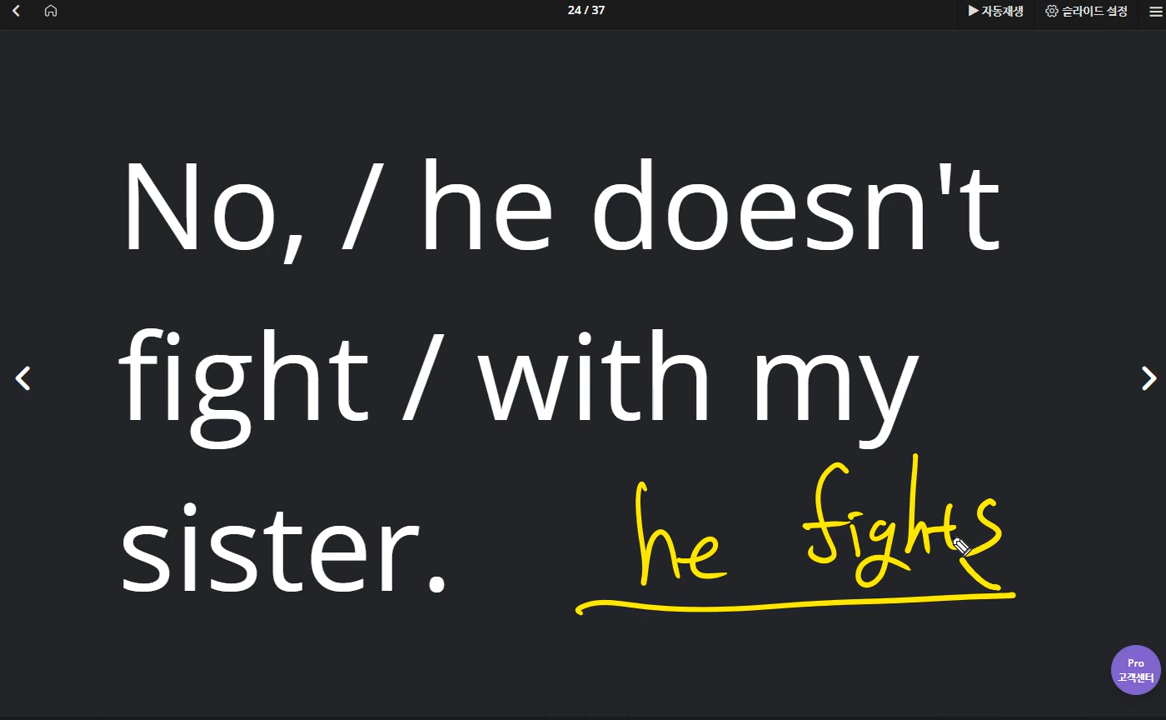 24 / 37
▶ 자동재생
슬라이드 설정
No, / he doesn't
fight / with my
sister.
he fights
Pro
고객센터